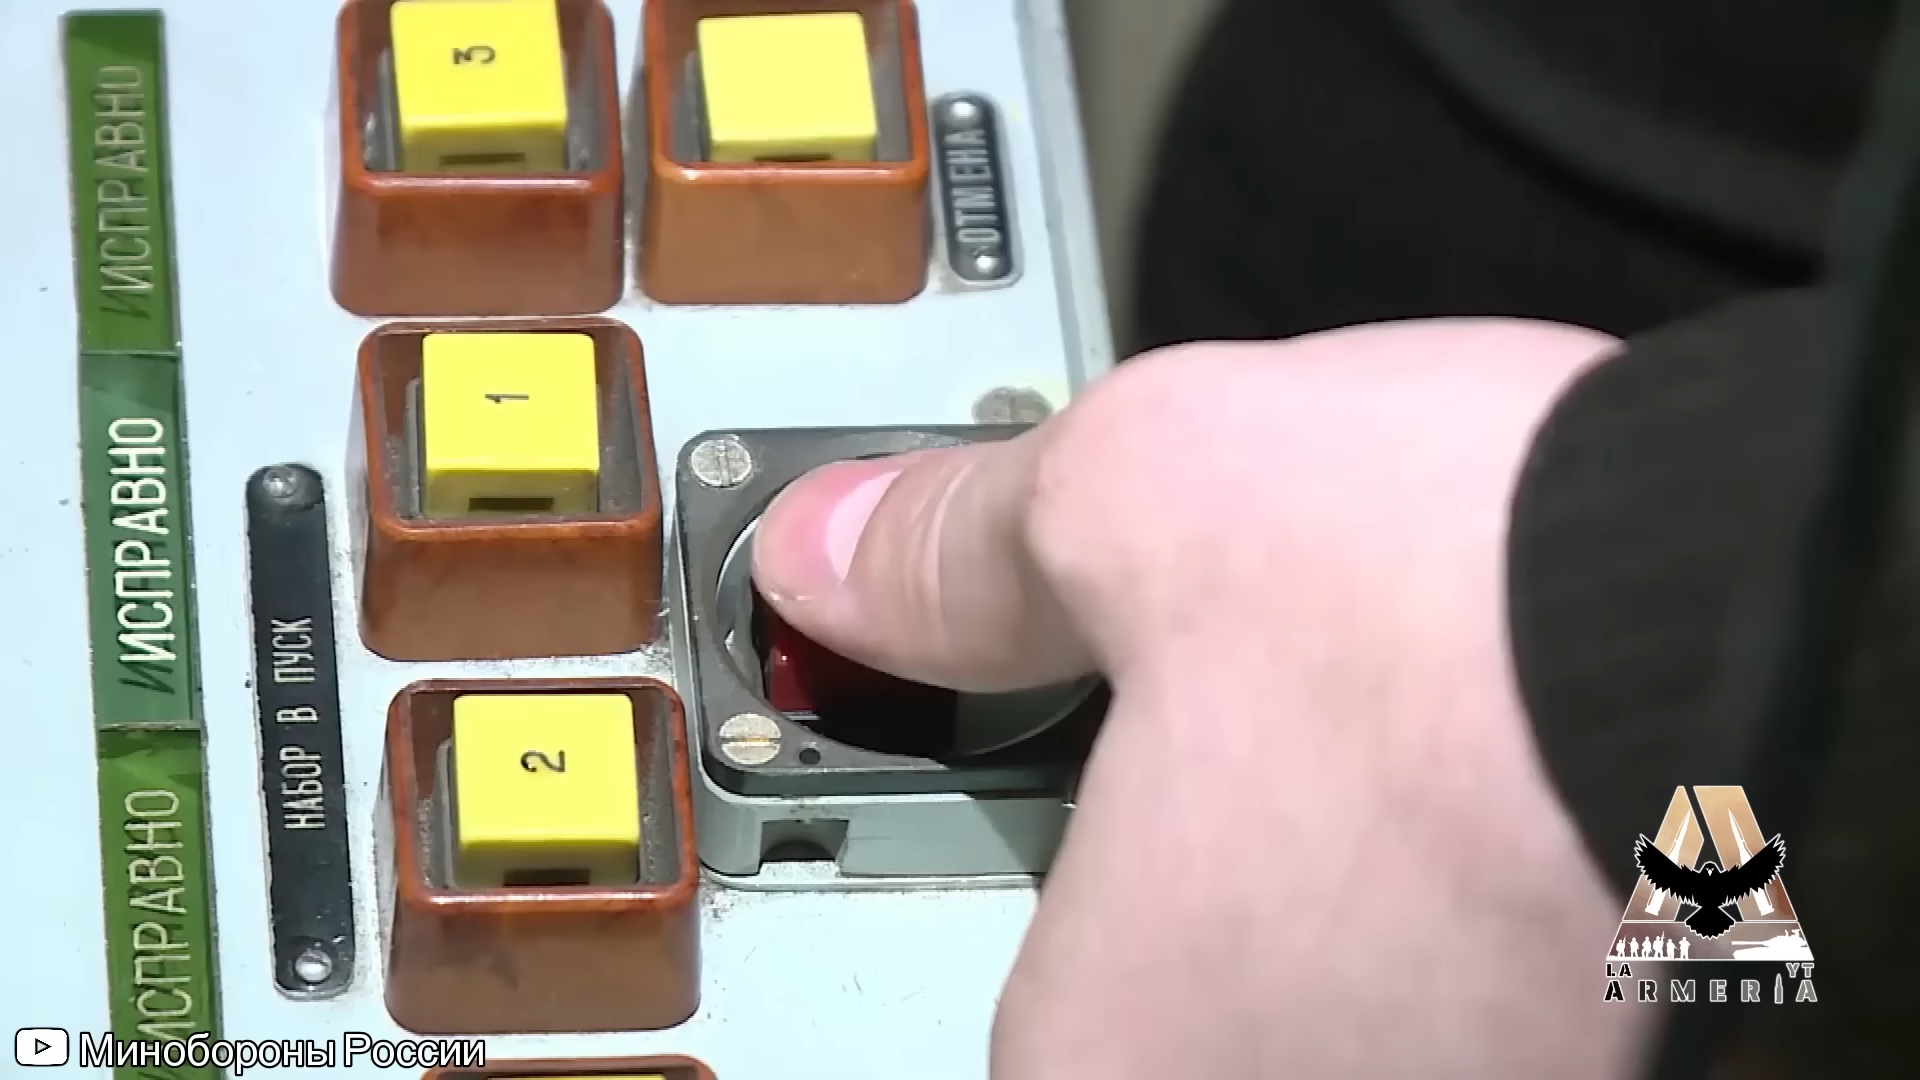 ИСПРАВНО
3
ОТМЕНА
ИСПРАВНО
1
НАБОР В ПУСК
2
ИСПРАВНО
Минобороны России
LA YT
ARMERIA